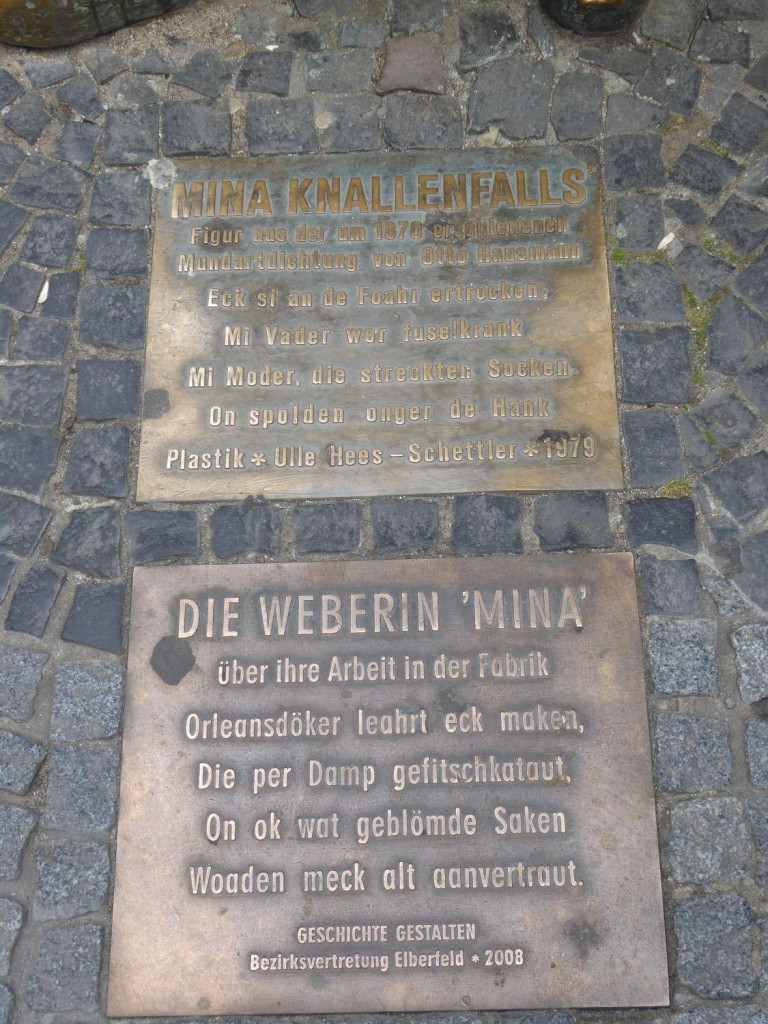 MINA KNALLENFALLS
Figur aus der um 1870 erschienenen
Mundartdichtung von Otto Hausmann
Eck si an de Foahr ertrocken,
Mi Vader wor fuselkrank
Mi Moder, die streckten Socken
On spolden onger de Hank
Plastik * Ulle Hees – Schettler * 1979
DIE WEBERIN 'MINA'
über ihre Arbeit in der Fabrik
Orleansdöker leahrt eck maken,
Die per Damp gefitschkataut,
On ok wat geblömde Saken
Woaden meck alt aanvertraut.
GESCHICHTE GESTALTEN
Bezirksvertretung Elberfeld * 2008